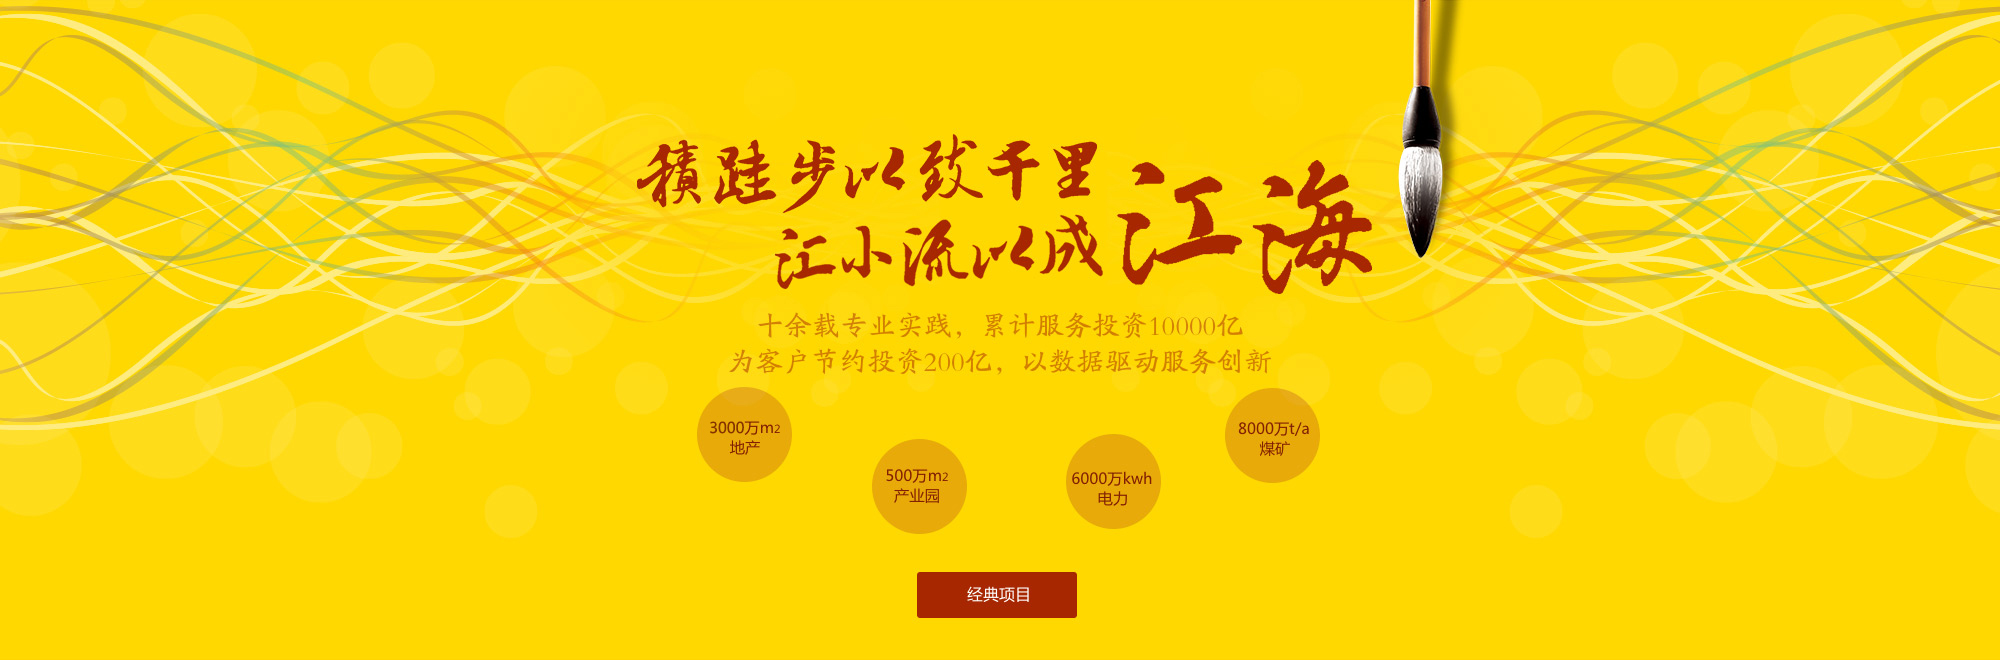 積跬步以致千里
汇小流以成江海
十余载专业实践，累计服务投资10000亿
为客户节约投资200亿，以数据驱动服务创新
3000万m2
地产
500万m2
产业园
6000万kwh
电力
8000万t/a
煤矿
经典项目